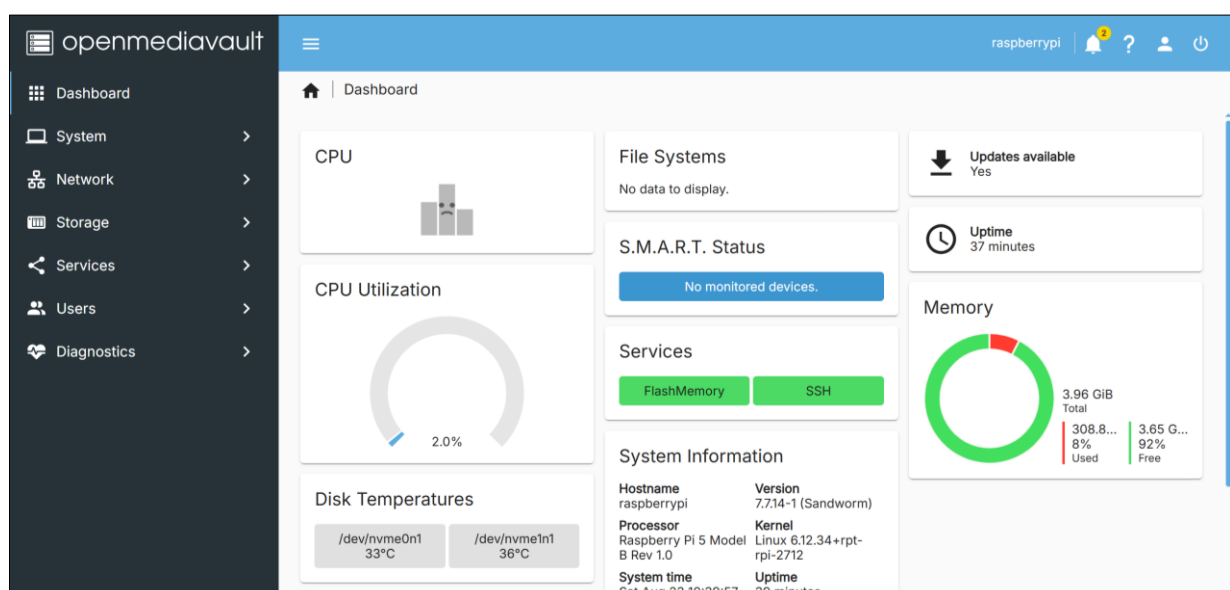 openmediavault
raspberrypi
2
?
Dashboard
System
Network
Storage
Services
Users
Diagnostics
Dashboard
CPU
CPU Utilization
2.0%
Disk Temperatures
/dev/nvme0n1
33°C
/dev/nvme1n1
36°C
File Systems
No data to display.
S.M.A.R.T. Status
No monitored devices.
Services
FlashMemory
SSH
System Information
Hostname
raspberrypi
Version
7.7.14-1 (Sandworm)
Processor
Raspberry Pi 5 Model
B Rev 1.0
Kernel
Linux 6.12.34+rpt-
rpi-2712
System time
Uptime
Updates available
Yes
Uptime
37 minutes
Memory
3.96 GiB
Total
308.8...
8%
Used
3.65 G...
92%
Free